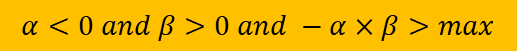 α < 0 and β > 0 and − α × β > max